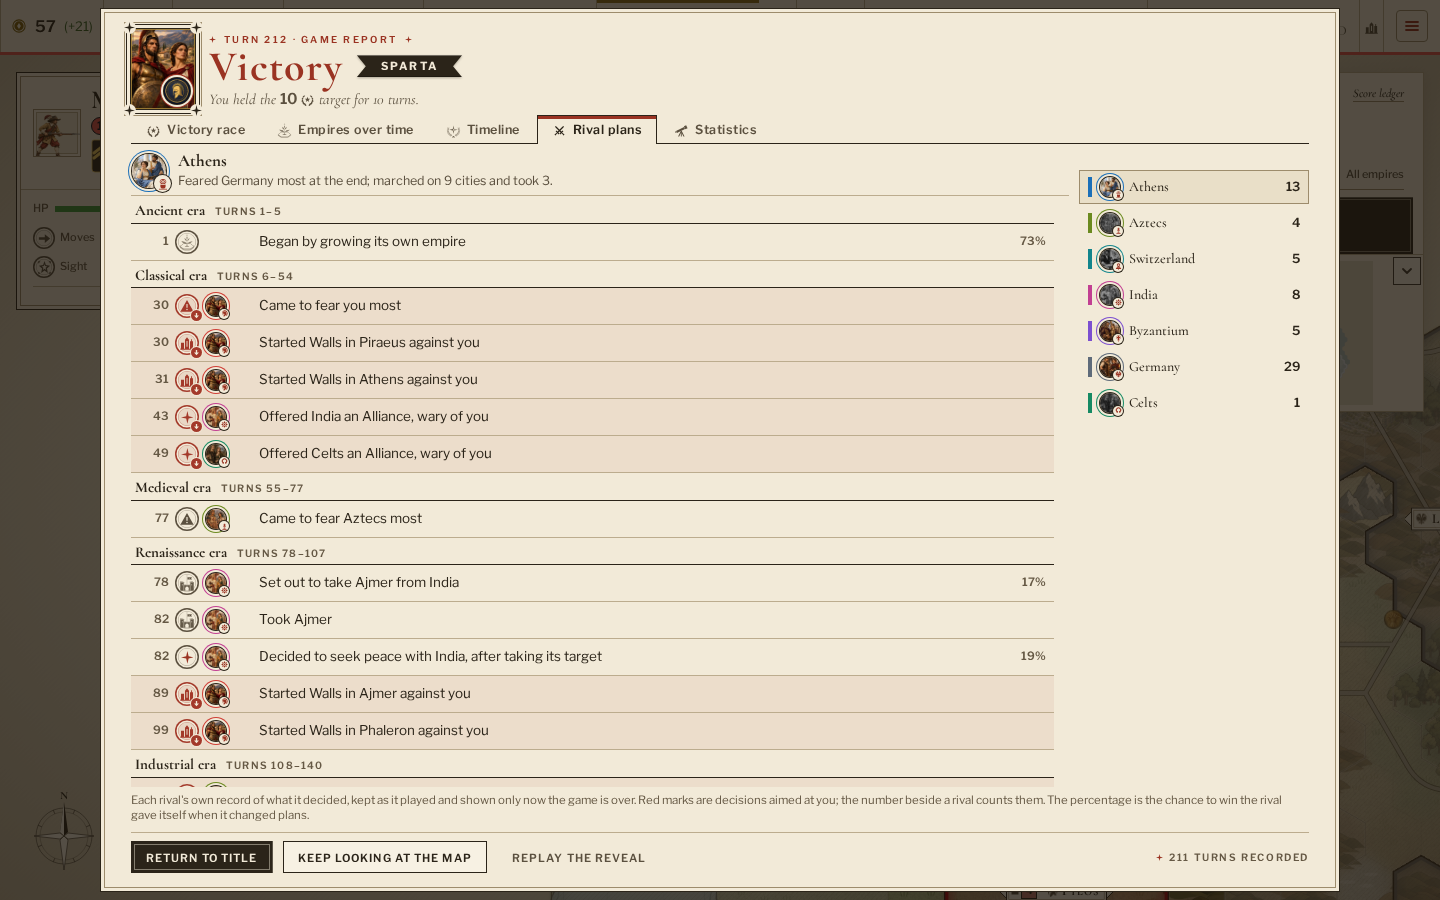 57 (+21)
TURN 212 · GAME REPORT
Victory
SPARTA
You held the 10 target for 10 turns.
Victory race
Empires over time
Timeline
Rival plans
Statistics
Athens
Feared Germany most at the end; marched on 9 cities and took 3.
Ancient era TURNS 1–5
1 Began by growing its own empire 73%
Classical era TURNS 6–54
30 Came to fear you most
30 Started Walls in Piraeus against you
31 Started Walls in Athens against you
43 Offered India an Alliance, wary of you
49 Offered Celts an Alliance, wary of you
Medieval era TURNS 55–77
77 Came to fear Aztecs most
Renaissance era TURNS 78–107
78 Set out to take Ajmer from India 17%
82 Took Ajmer
82 Decided to seek peace with India, after taking its target 19%
89 Started Walls in Ajmer against you
99 Started Walls in Phaleron against you
Industrial era TURNS 108–140
Athens 13
Aztecs 4
Switzerland 5
India 8
Byzantium 5
Germany 29
Celts 1
Each rival's own record of what it decided, kept as it played and shown only now the game is over. Red marks are decisions aimed at you; the number beside a rival counts them. The percentage is the chance to win the rival
gave itself when it changed plans.
RETURN TO TITLE
KEEP LOOKING AT THE MAP
REPLAY THE REVEAL
211 TURNS RECORDED
HP
Moves
Sight
N
Score ledger
All empires